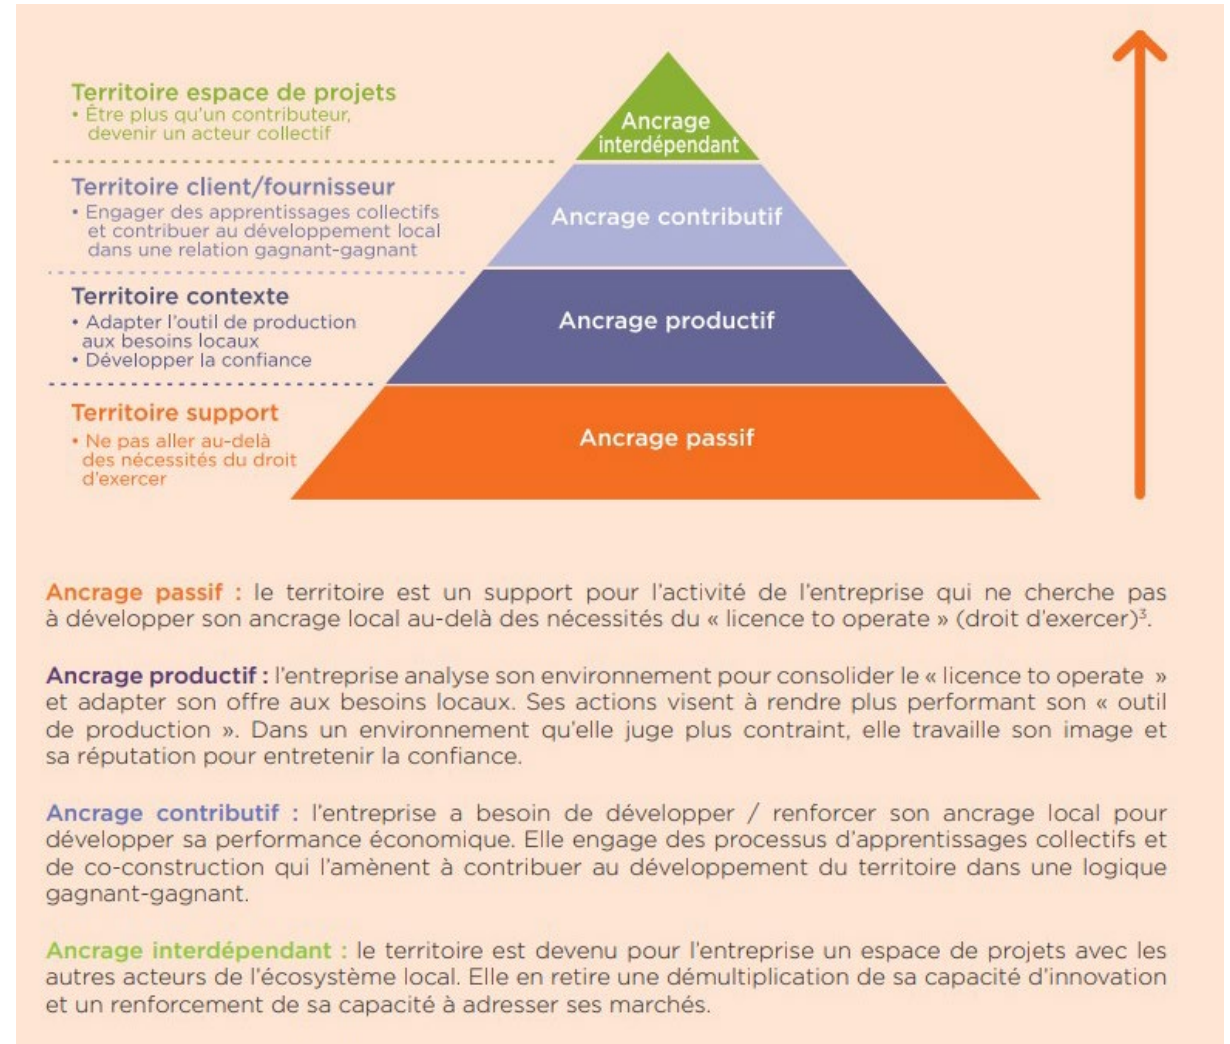 Territoire espace de projets
• Être plus qu'un contributeur,
devenir un acteur collectif
Ancrage
interdépendant
Territoire client/fournisseur
• Engager des apprentissages collectifs
et contribuer au développement local
dans une relation gagnant-gagnant
Ancrage contributif
Territoire contexte
• Adapter l'outil de production
aux besoins locaux
• Développer la confiance
Ancrage productif
Territoire support
• Ne pas aller au-delà
des nécessités du droit
d'exercer
Ancrage passif
Ancrage passif : le territoire est un support pour l'activité de l'entreprise qui ne cherche pas
à développer son ancrage local au-delà des nécessités du « licence to operate » (droit d'exercer)³.
Ancrage productif : l'entreprise analyse son environnement pour consolider le « licence to operate »
et adapter son offre aux besoins locaux. Ses actions visent à rendre plus performant son « outil
de production ». Dans un environnement qu'elle juge plus contraint, elle travaille son image et
sa réputation pour entretenir la confiance.
Ancrage contributif : l'entreprise a besoin de développer / renforcer son ancrage local pour
développer sa performance économique. Elle engage des processus d'apprentissages collectifs et
de co-construction qui l'amènent à contribuer au développement du territoire dans une logique
gagnant-gagnant.
Ancrage interdépendant : le territoire est devenu pour l'entreprise un espace de projets avec les
autres acteurs de l'écosystème local. Elle en retire une démultiplication de sa capacité d'innovation
et un renforcement de sa capacité à adresser ses marchés.